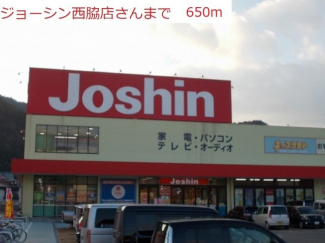 ジョーシン西脇店さんまで　650m
Joshin
家　電・パソコン
テレビ・オーディオ
Joshin